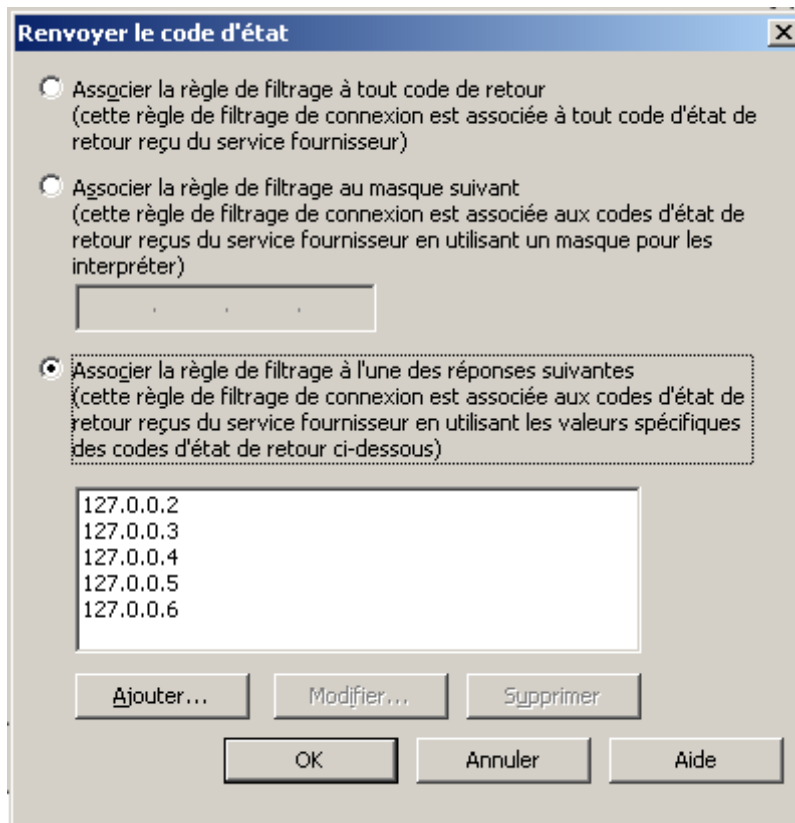 Renvoyer le code d'état
Associer la règle de filtrage à tout code de retour
(cette règle de filtrage de connexion est associée à tout code d'état de
retour reçu du service fournisseur)
Associer la règle de filtrage au masque suivant
(cette règle de filtrage de connexion est associée aux codes d'état de
retour reçus du service fournisseur en utilisant un masque pour les
interpréter)
. . .
Associer la règle de filtrage à l'une des réponses suivantes
(cette règle de filtrage de connexion est associée aux codes d'état de
retour reçus du service fournisseur en utilisant les valeurs spécifiques
des codes d'état de retour ci-dessous)
127.0.0.2
127.0.0.3
127.0.0.4
127.0.0.5
127.0.0.6
Ajouter... Modifier... Supprimer
OK Annuler Aide